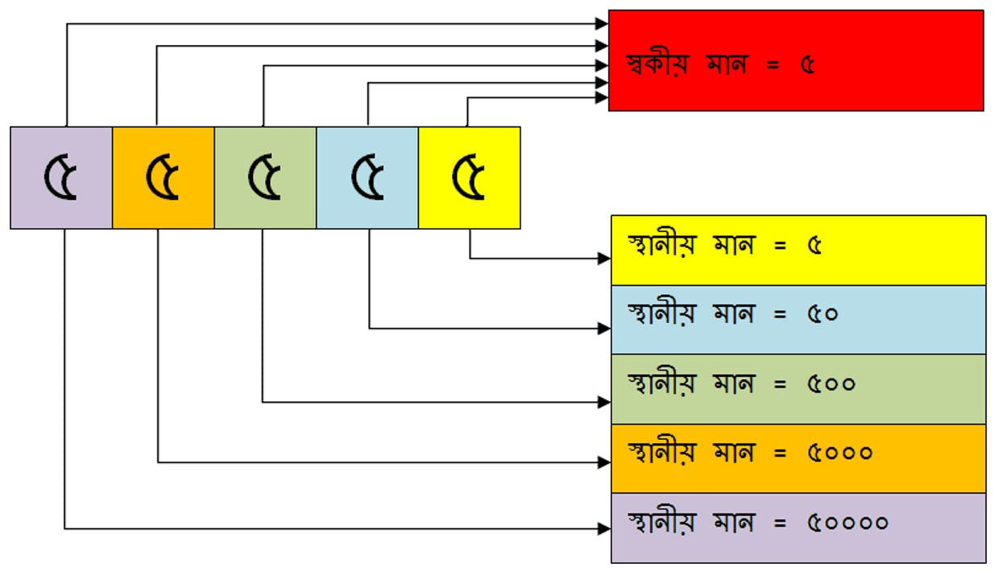 স্বকীয় মান = ৫
৫ ৫ ৫ ৫ ৫
স্থানীয় মান = ৫
স্থানীয় মান = ৫০
স্থানীয় মান = ৫০০
স্থানীয় মান = ৫০০০
স্থানীয় মান = ৫০০০০